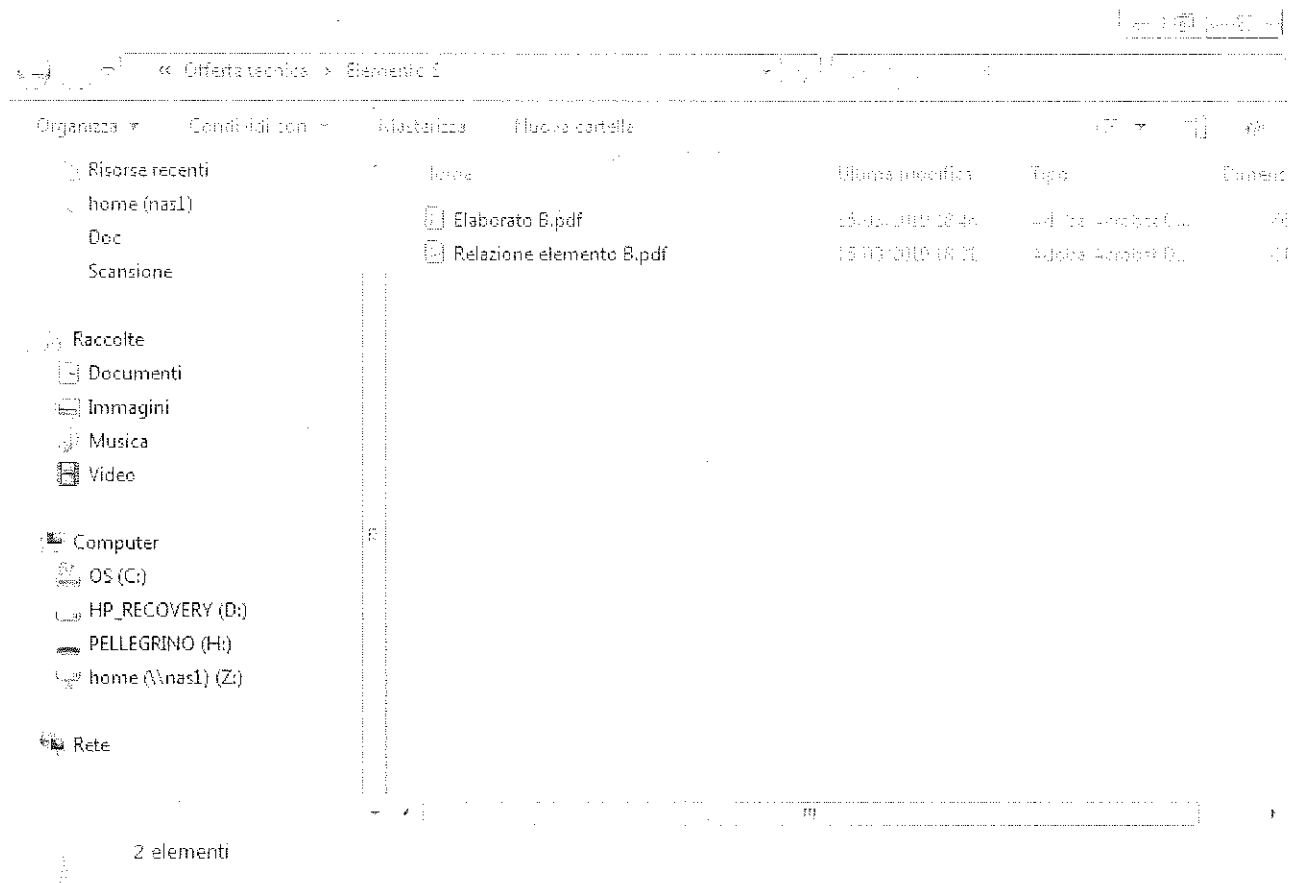 « Offerta tecnica › Elemento
Organizza Condividi con Masterizza Nuova cartella
Risorse recenti
home (nas1)
Doc
Scansione
Raccolte
Documenti
Immagini
Musica
Video
Computer
OS (C:)
HP_RECOVERY (D:)
PELLEGRINO (H:)
home (\\nas1) (Z:)
Rete
Nome Ultima modifica Tipo
Elaborato B.pdf
Relazione elemento B.pdf Adobe Acrobat D...
2 elementi